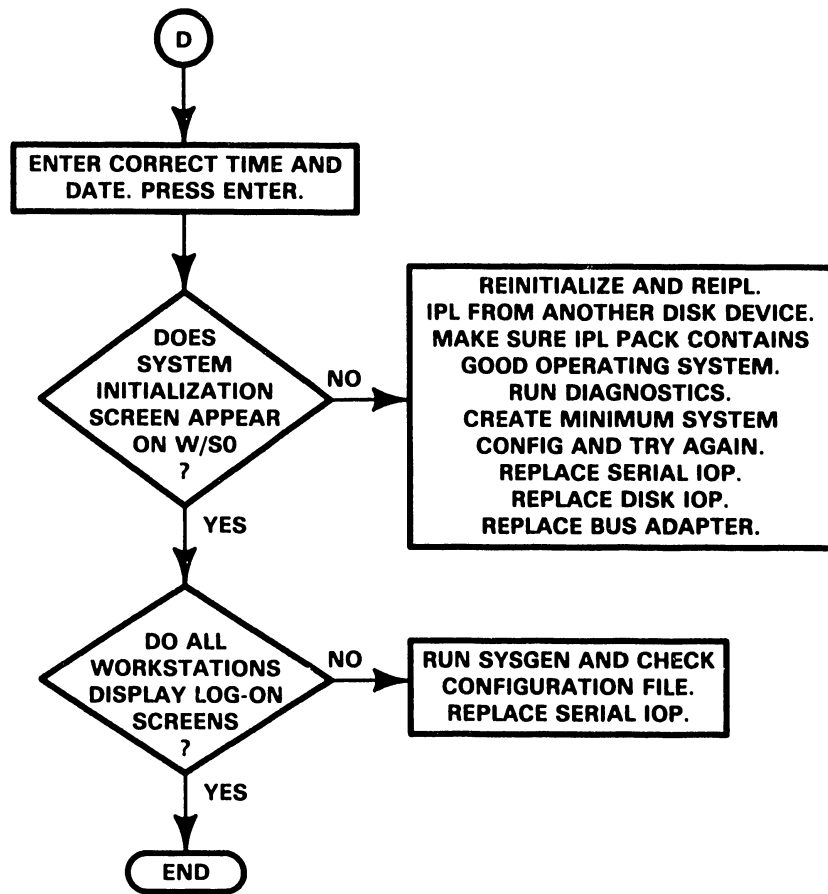 D
ENTER CORRECT TIME AND
DATE. PRESS ENTER.
DOES
SYSTEM
INITIALIZATION
SCREEN APPEAR
ON W/S0
?
NO
REINITIALIZE AND REIPL.
IPL FROM ANOTHER DISK DEVICE.
MAKE SURE IPL PACK CONTAINS
GOOD OPERATING SYSTEM.
RUN DIAGNOSTICS.
CREATE MINIMUM SYSTEM
CONFIG AND TRY AGAIN.
REPLACE SERIAL IOP.
REPLACE DISK IOP.
REPLACE BUS ADAPTER.
YES
DO ALL
WORKSTATIONS
DISPLAY LOG-ON
SCREENS
?
NO
RUN SYSGEN AND CHECK
CONFIGURATION FILE.
REPLACE SERIAL IOP.
YES
END